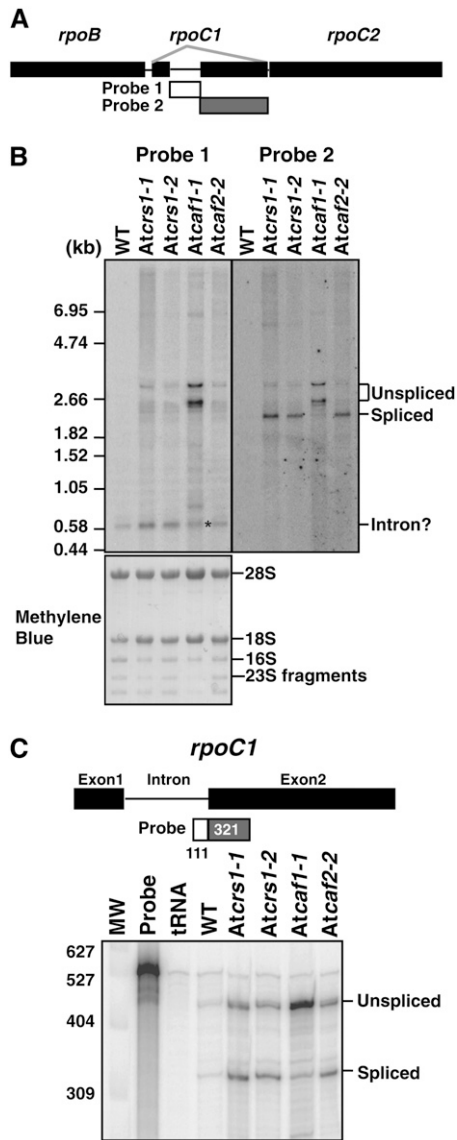 A
rpoB rpoC1 rpoC2
Probe 1
Probe 2
B
Probe 1 Probe 2
(kb) WT Atcrs1-1 Atcrs1-2 Atcaf1-1 Atcaf2-2 WT Atcrs1-1 Atcrs1-2 Atcaf1-1 Atcaf2-2
6.95
4.74
2.66
1.82
1.52
1.05
0.58
0.44
Unspliced
Spliced
*
Intron?
Methylene
Blue
28S
18S
16S
23S fragments
C
rpoC1
Exon1 Intron Exon2
Probe 321
111
MW Probe tRNA WT Atcrs1-1 Atcrs1-2 Atcaf1-1 Atcaf2-2
627
527
404
309
Unspliced
Spliced